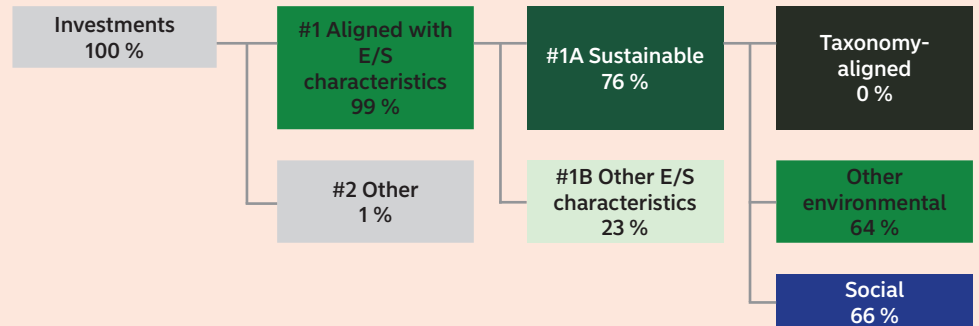 Investments
100 %
#1 Aligned with
E/S
characteristics
99 %
#1A Sustainable
76 %
Taxonomy-
aligned
0 %
#2 Other
1 %
#1B Other E/S
characteristics
23 %
Other
environmental
64 %
Social
66 %